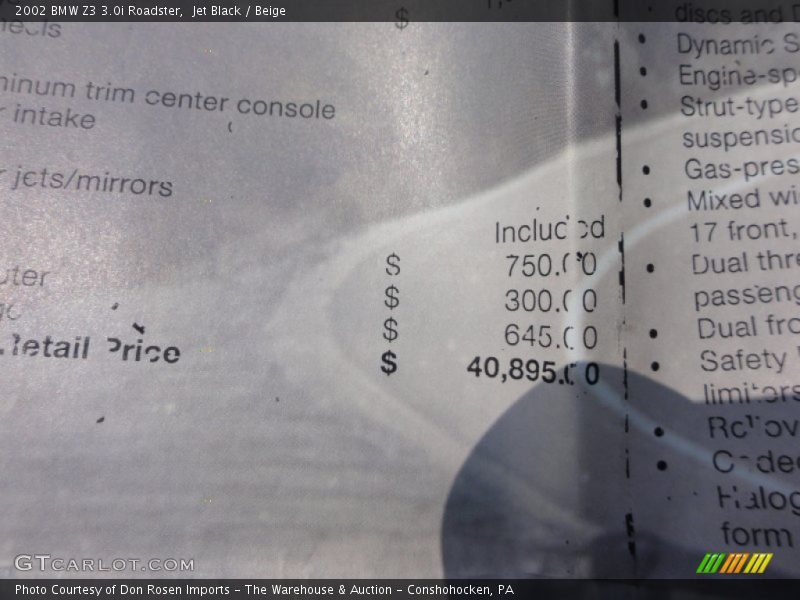 2002 BMW Z3 3.0i Roadster, Jet Black / Beige
$
discs and
Dynamic S
Engine-sp
Strut-type
suspensio
Gas-pres
Mixed wi
17 front,
Dual thre
passeng
Dual fro
Safety
limiters
Halog
form
minum trim center console
r intake
r jets/mirrors
Included
uter $ 750.00
$ 300.00
$ 645.00
Retail Price $ 40,895.00
GTCARLOT.COM
Photo Courtesy of Don Rosen Imports - The Warehouse & Auction - Conshohocken, PA